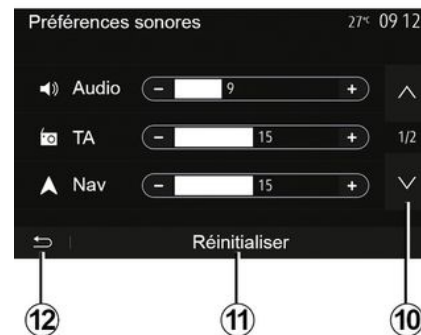 Préférences sonores 27°C 09 12
Audio - 9 +
TA - 15 + 1/2
Nav - 15 +
Réinitialiser
12 11 10